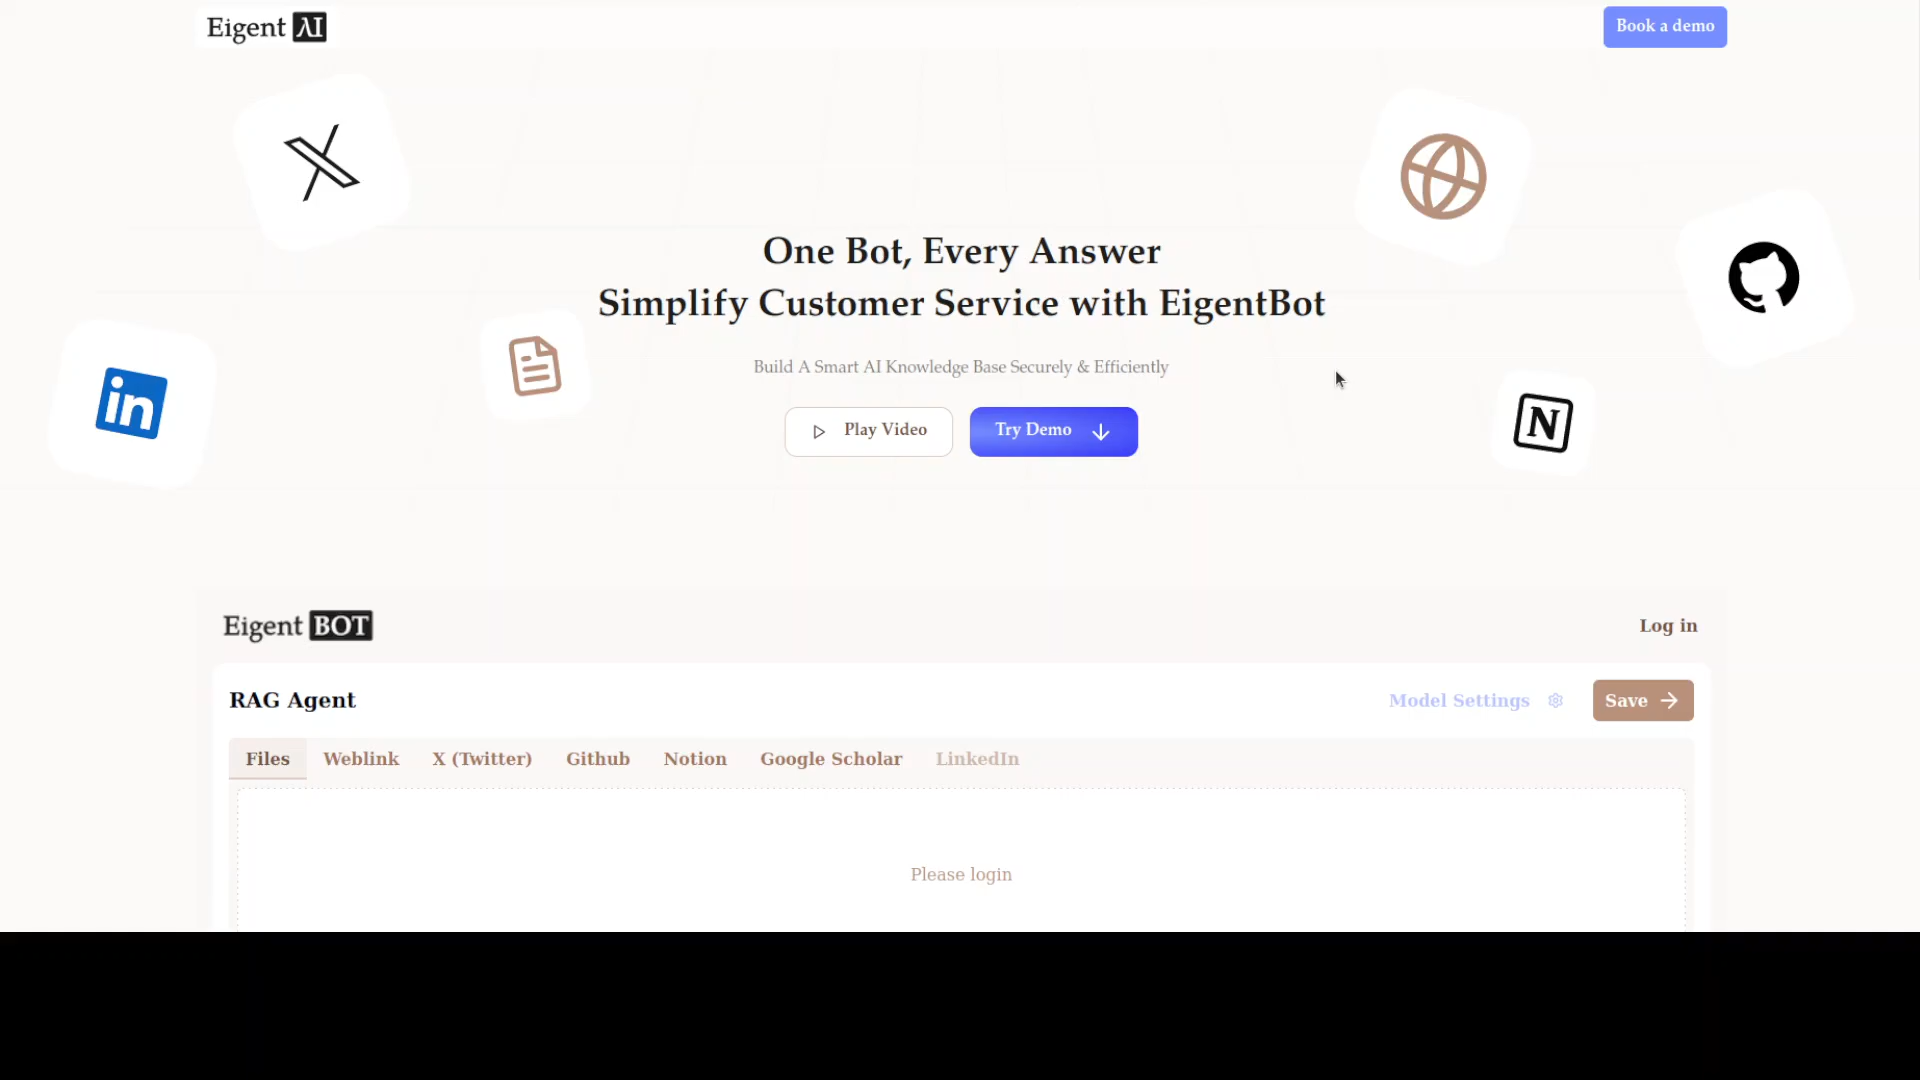 Eigent AI
Book a demo
One Bot, Every Answer
Simplify Customer Service with EigentBot
Build A Smart AI Knowledge Base Securely & Efficiently
Play Video
Try Demo
in
N
Eigent BOT
Log in
RAG Agent
Model Settings
Save
Files Weblink X (Twitter) Github Notion Google Scholar LinkedIn
Please login